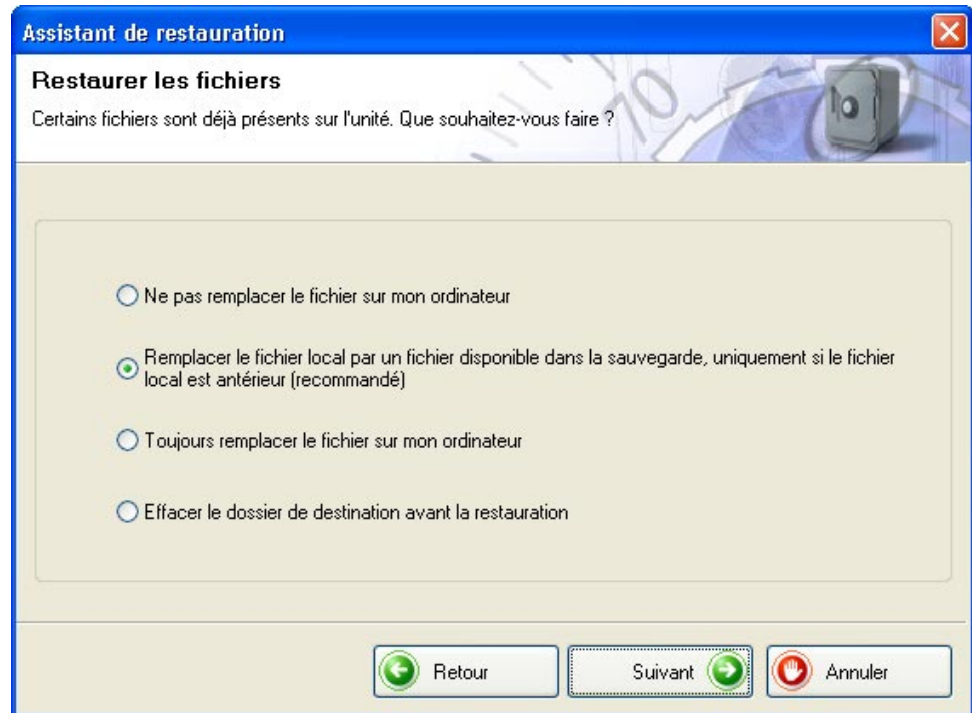 Assistant de restauration
Restaurer les fichiers
Certains fichiers sont déjà présents sur l'unité. Que souhaitez-vous faire ?
10
Ne pas remplacer le fichier sur mon ordinateur
Remplacer le fichier local par un fichier disponible dans la sauvegarde, uniquement si le fichier
local est antérieur (recommandé)
Toujours remplacer le fichier sur mon ordinateur
Effacer le dossier de destination avant la restauration
Retour
Suivant
Annuler